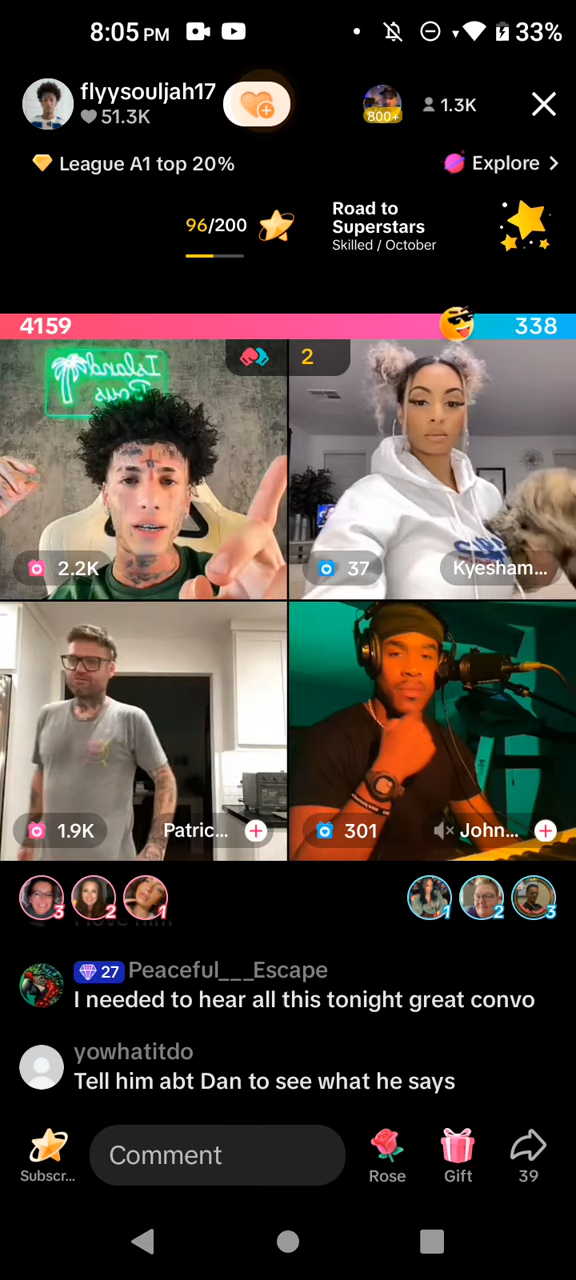 8:05 PM
33%
flyysouljah17
51.3K
800+
1.3K
League A1 top 20%
Explore >
96/200
Road to
Superstars
Skilled / October
4159
338
Island
Boys
2
2.2K
37
Kyesham...
1.9K
Patric...
301
John...
3
2
1
1
2
3
27
Peaceful___Escape
I needed to hear all this tonight great convo
yowhatitdo
Tell him abt Dan to see what he says
Subscr...
Comment
Rose
Gift
39